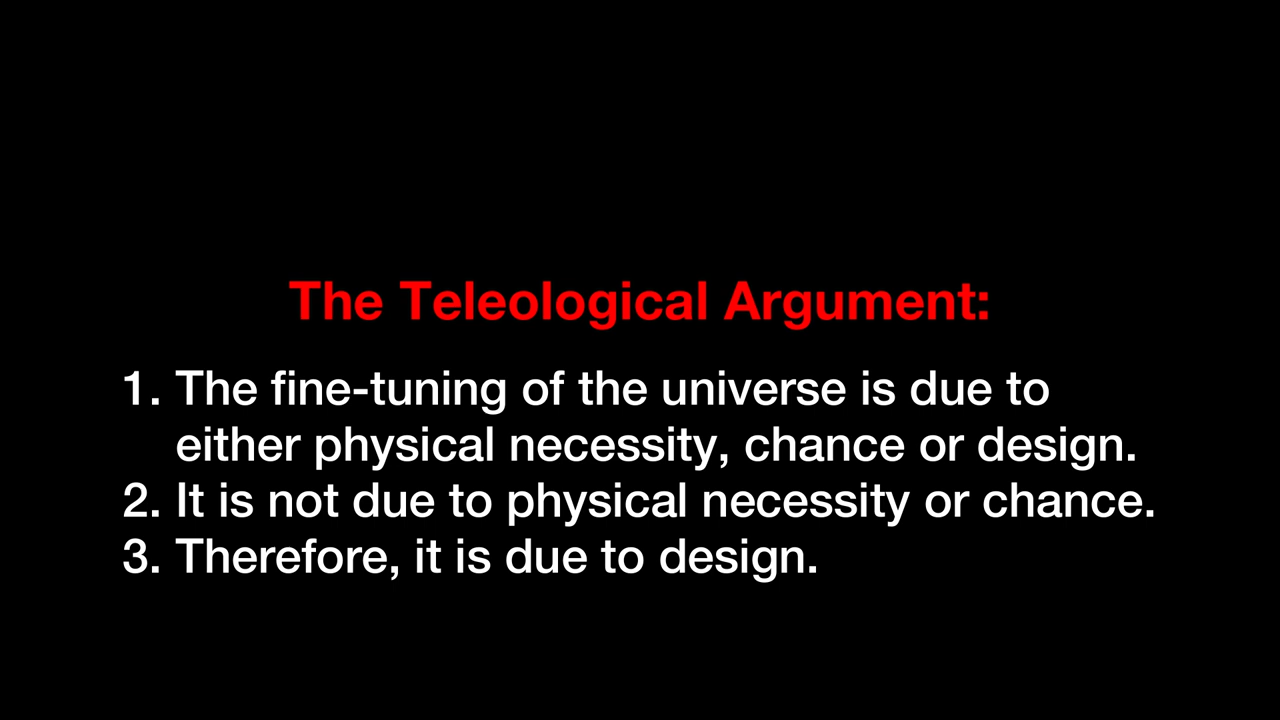 The Teleological Argument:
1. The fine-tuning of the universe is due to
either physical necessity, chance or design.
2. It is not due to physical necessity or chance.
3. Therefore, it is due to design.